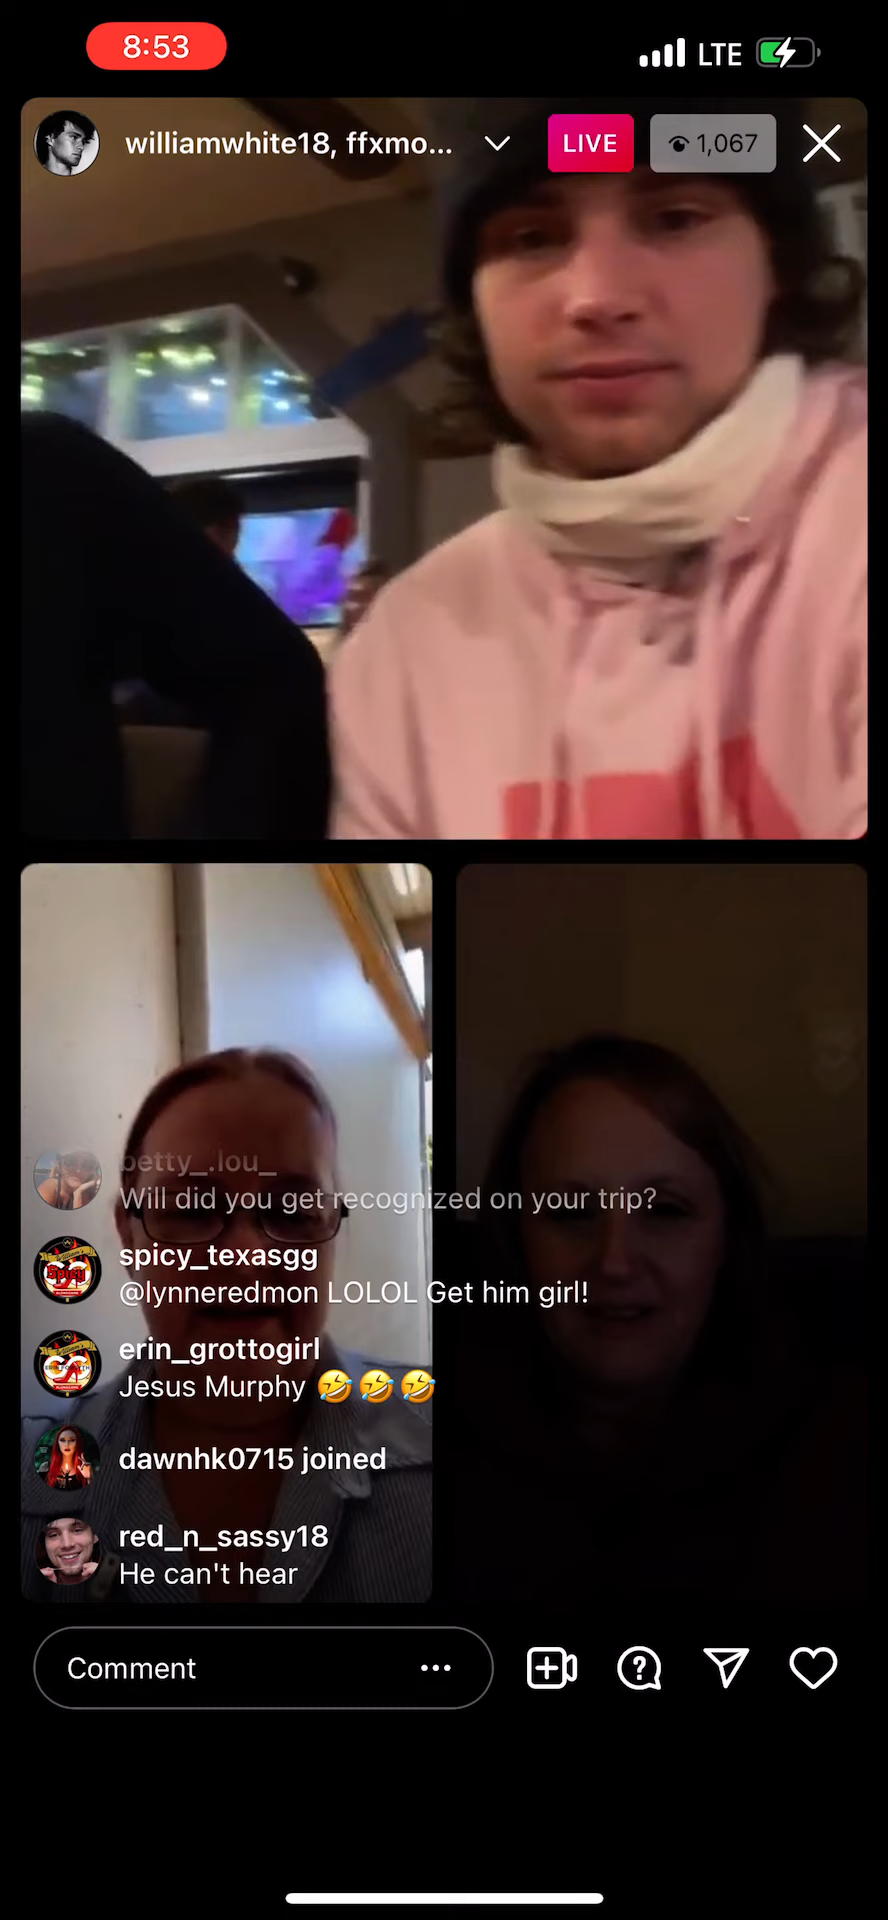 8:53
LTE
williamwhite18, ffxmo...
LIVE
1,067
betty_.lou_
Will did you get recognized on your trip?
spicy_texasgg
@lynneredmon LOLOL Get him girl!
erin_grottogirl
Jesus Murphy 🤣🤣🤣
dawnhk0715 joined
red_n_sassy18
He can't hear
Comment